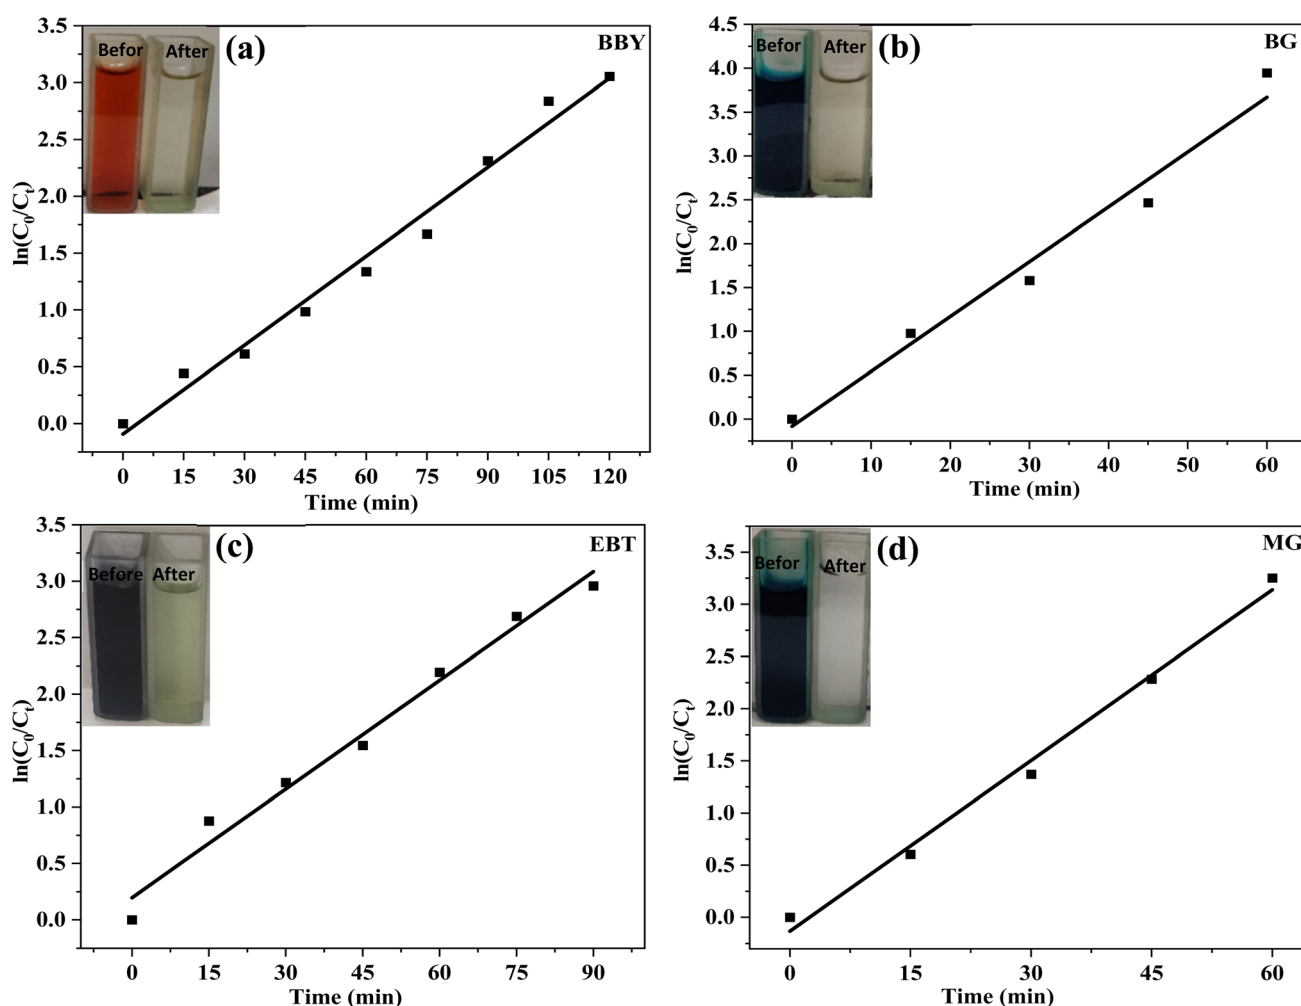 Befor After (a) BBY
3.5
3.0
2.5
2.0
1.5
1.0
0.5
0.0
ln(C₀/Cₜ)
0 15 30 45 60 75 90 105 120
Time (min)
Befor After (b) BG
4.5
4.0
3.5
3.0
2.5
2.0
1.5
1.0
0.5
0.0
ln(C₀/Cₜ)
0 10 20 30 40 50 60
Time (min)
Before After (c) EBT
3.5
3.0
2.5
2.0
1.5
1.0
0.5
0.0
ln(C₀/Cₜ)
0 15 30 45 60 75 90
Time (min)
Befor After (d) MG
3.5
3.0
2.5
2.0
1.5
1.0
0.5
0.0
ln(C₀/Cₜ)
0 15 30 45 60
Time (min)